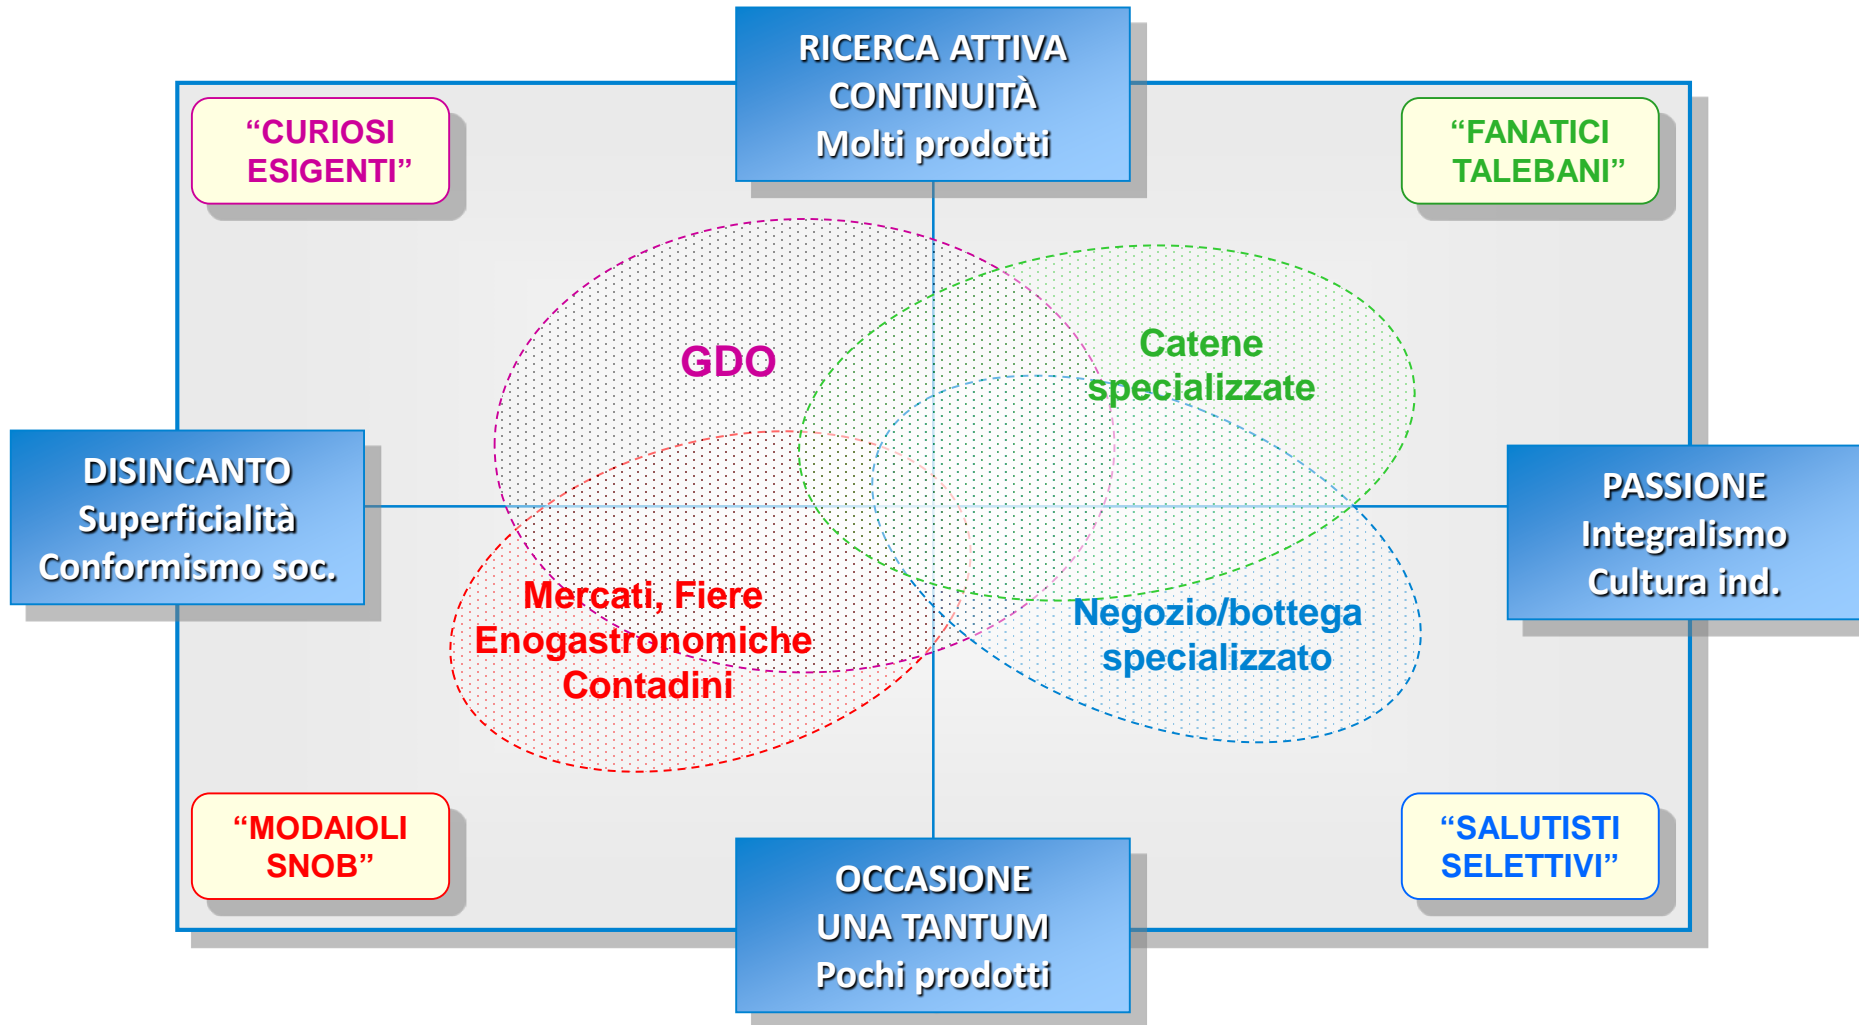 RICERCA ATTIVA
CONTINUITÀ
Molti prodotti
“CURIOSI
ESIGENTI”
“FANATICI
TALEBANI”
GDO
Catene
specializzate
DISINCANTO
Superficialità
Conformismo soc.
PASSIONE
Integralismo
Cultura ind.
Mercati, Fiere
Enogastronomiche
Contadini
Negozio/bottega
specializzato
“MODAIOLI
SNOB”
“SALUTISTI
SELETTIVI”
OCCASIONE
UNA TANTUM
Pochi prodotti